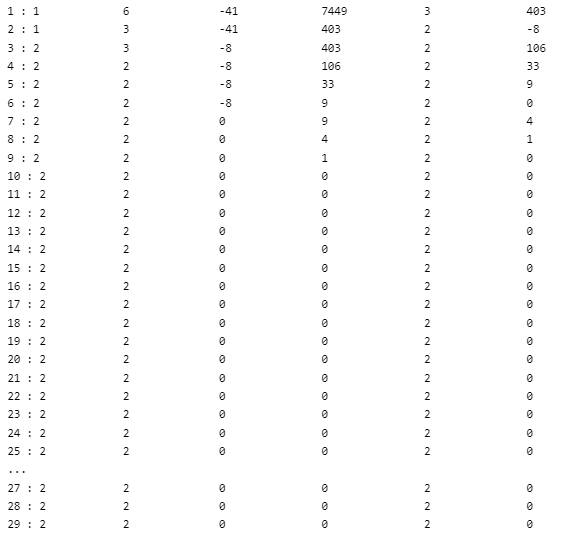 1 : 1 6 -41 7449 3 403
2 : 1 3 -41 403 2 -8
3 : 2 3 -8 403 2 106
4 : 2 2 -8 106 2 33
5 : 2 2 -8 33 2 9
6 : 2 2 -8 9 2 0
7 : 2 2 0 9 2 4
8 : 2 2 0 4 2 1
9 : 2 2 0 1 2 0
10 : 2 2 0 0 2 0
11 : 2 2 0 0 2 0
12 : 2 2 0 0 2 0
13 : 2 2 0 0 2 0
14 : 2 2 0 0 2 0
15 : 2 2 0 0 2 0
16 : 2 2 0 0 2 0
17 : 2 2 0 0 2 0
18 : 2 2 0 0 2 0
19 : 2 2 0 0 2 0
20 : 2 2 0 0 2 0
21 : 2 2 0 0 2 0
22 : 2 2 0 0 2 0
23 : 2 2 0 0 2 0
24 : 2 2 0 0 2 0
25 : 2 2 0 0 2 0
...
27 : 2 2 0 0 2 0
28 : 2 2 0 0 2 0
29 : 2 2 0 0 2 0